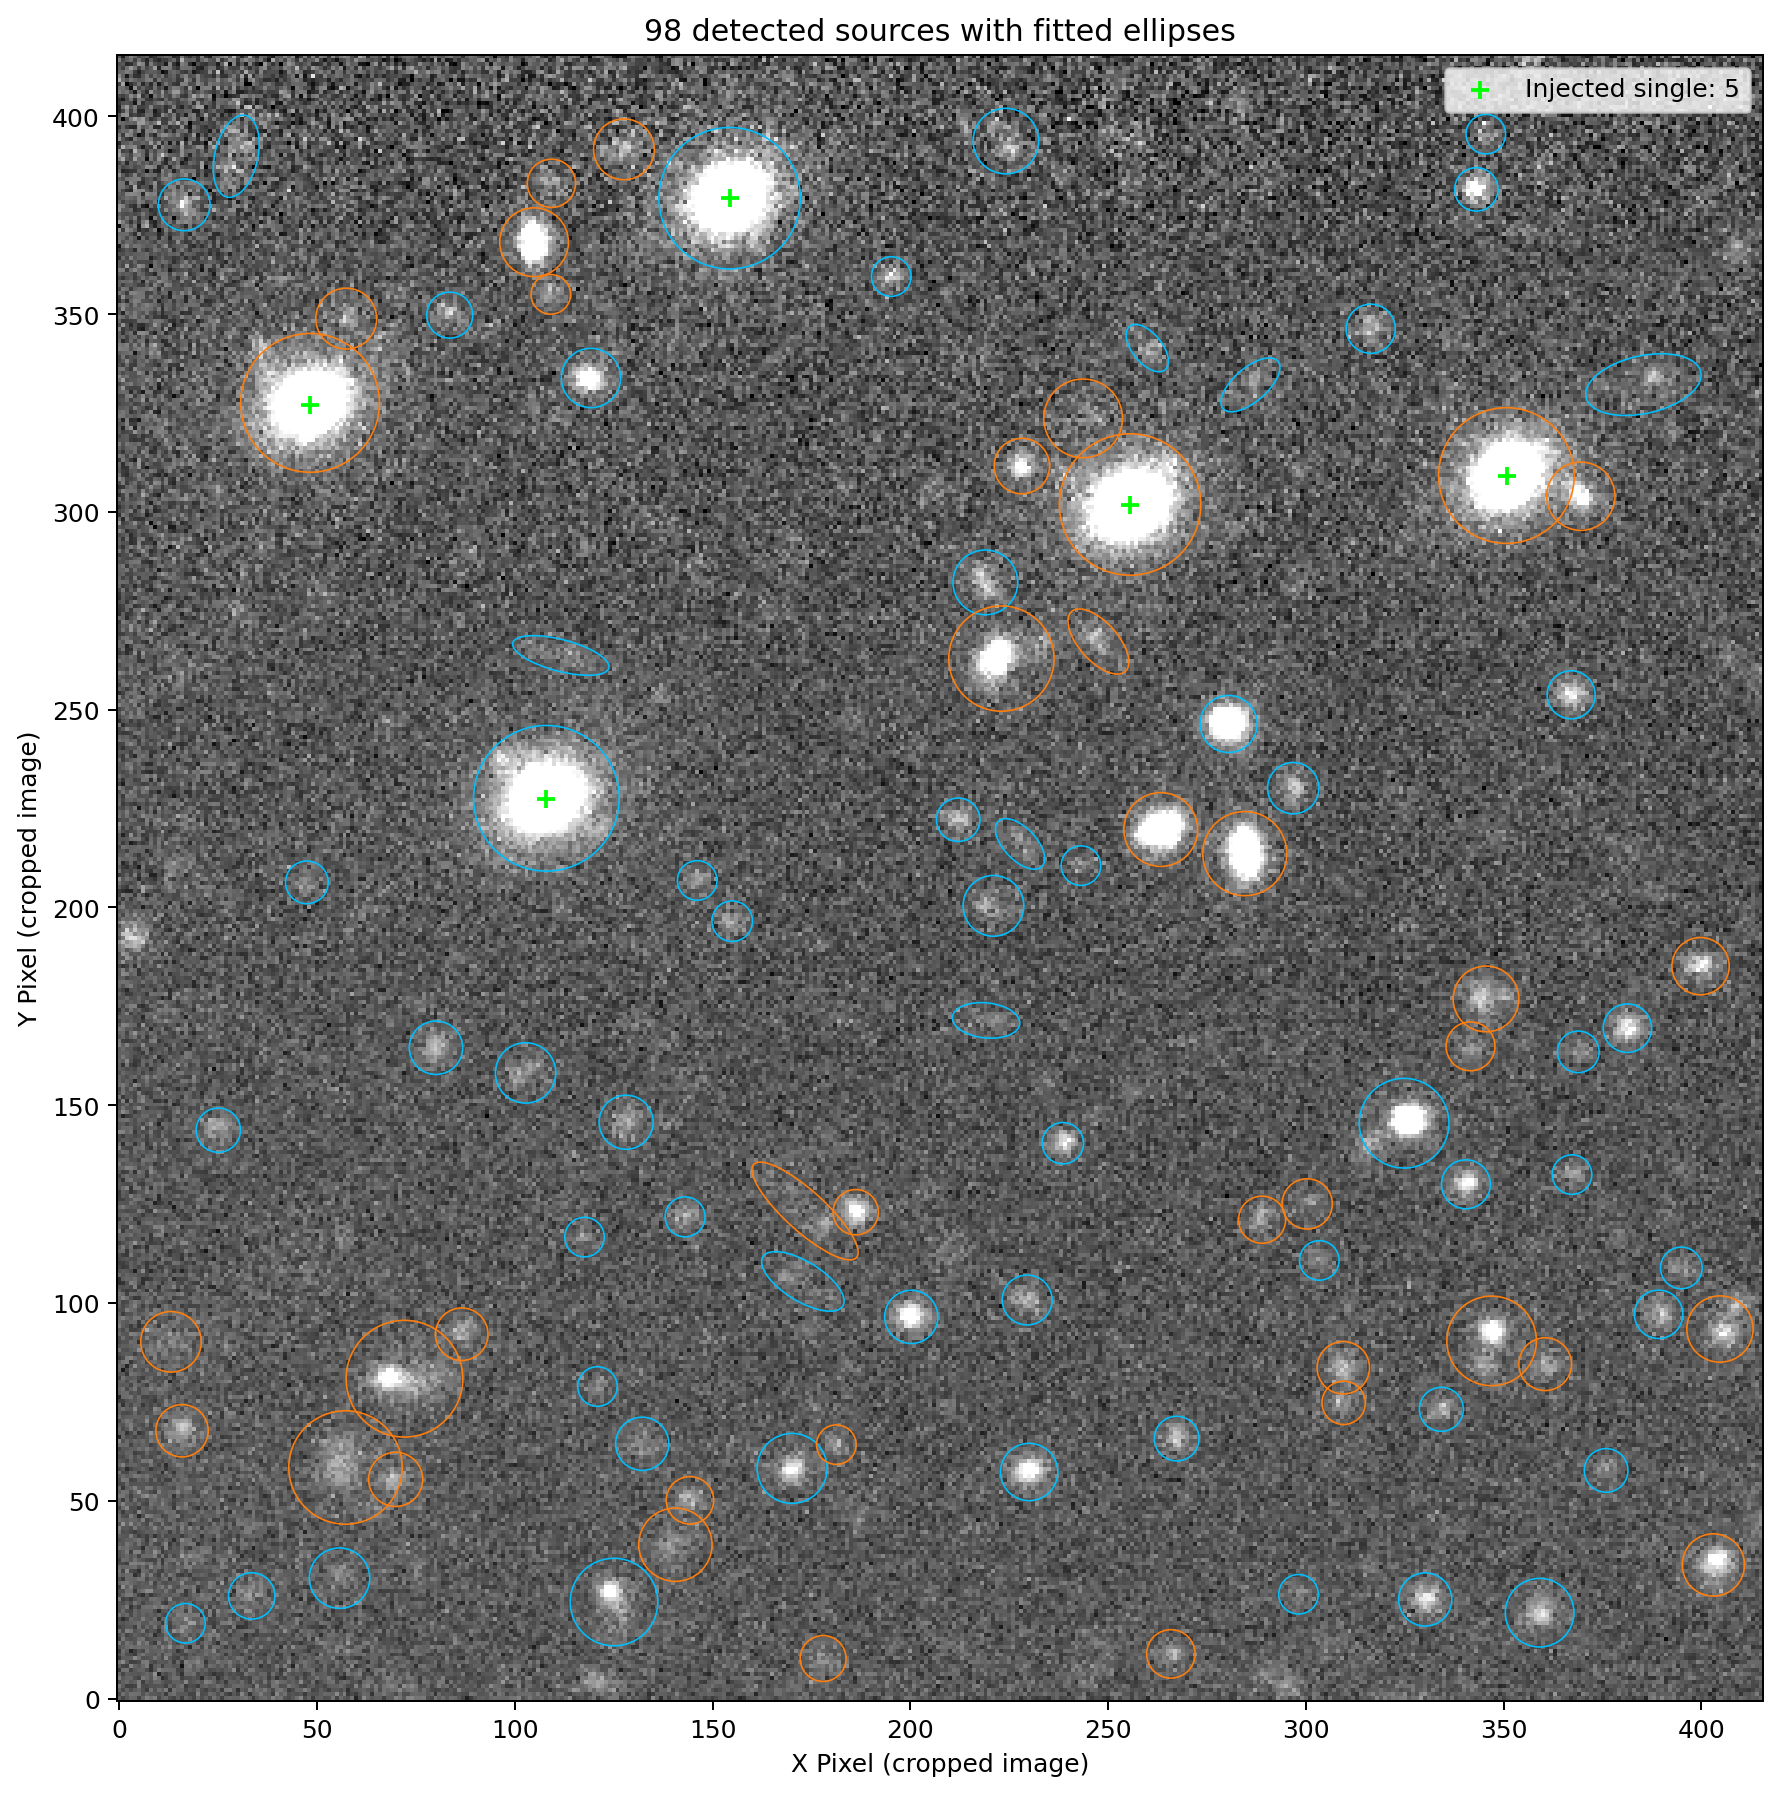 98 detected sources with fitted ellipses
Injected single: 5
400
350
300
250
200
150
100
50
0
Y Pixel (cropped image)
0 50 100 150 200 250 300 350 400
X Pixel (cropped image)